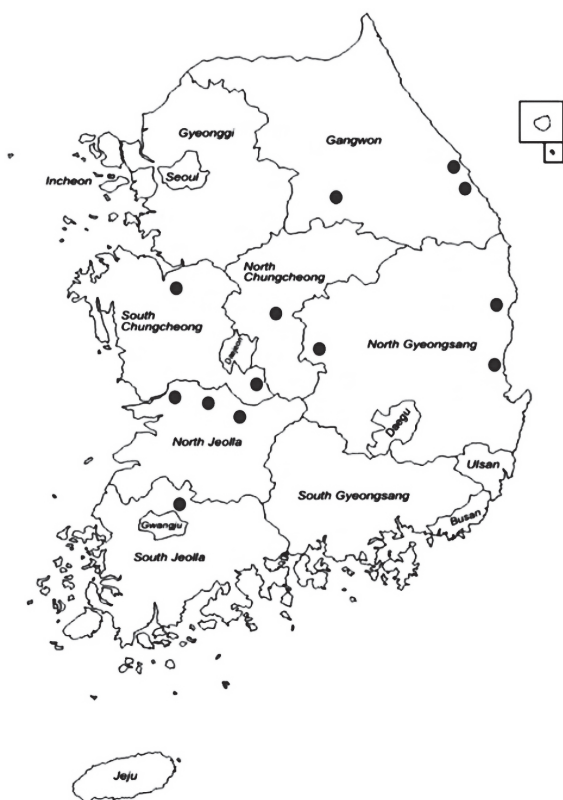 Gyeonggi
Gangwon
Incheon
Seoul
North
Chungcheong
South
Chungcheong
Daejeon
North Gyeongsang
Daegu
North Jeolla
Ulsan
South Gyeongsang
Busan
Gwangju
South Jeolla
Jeju